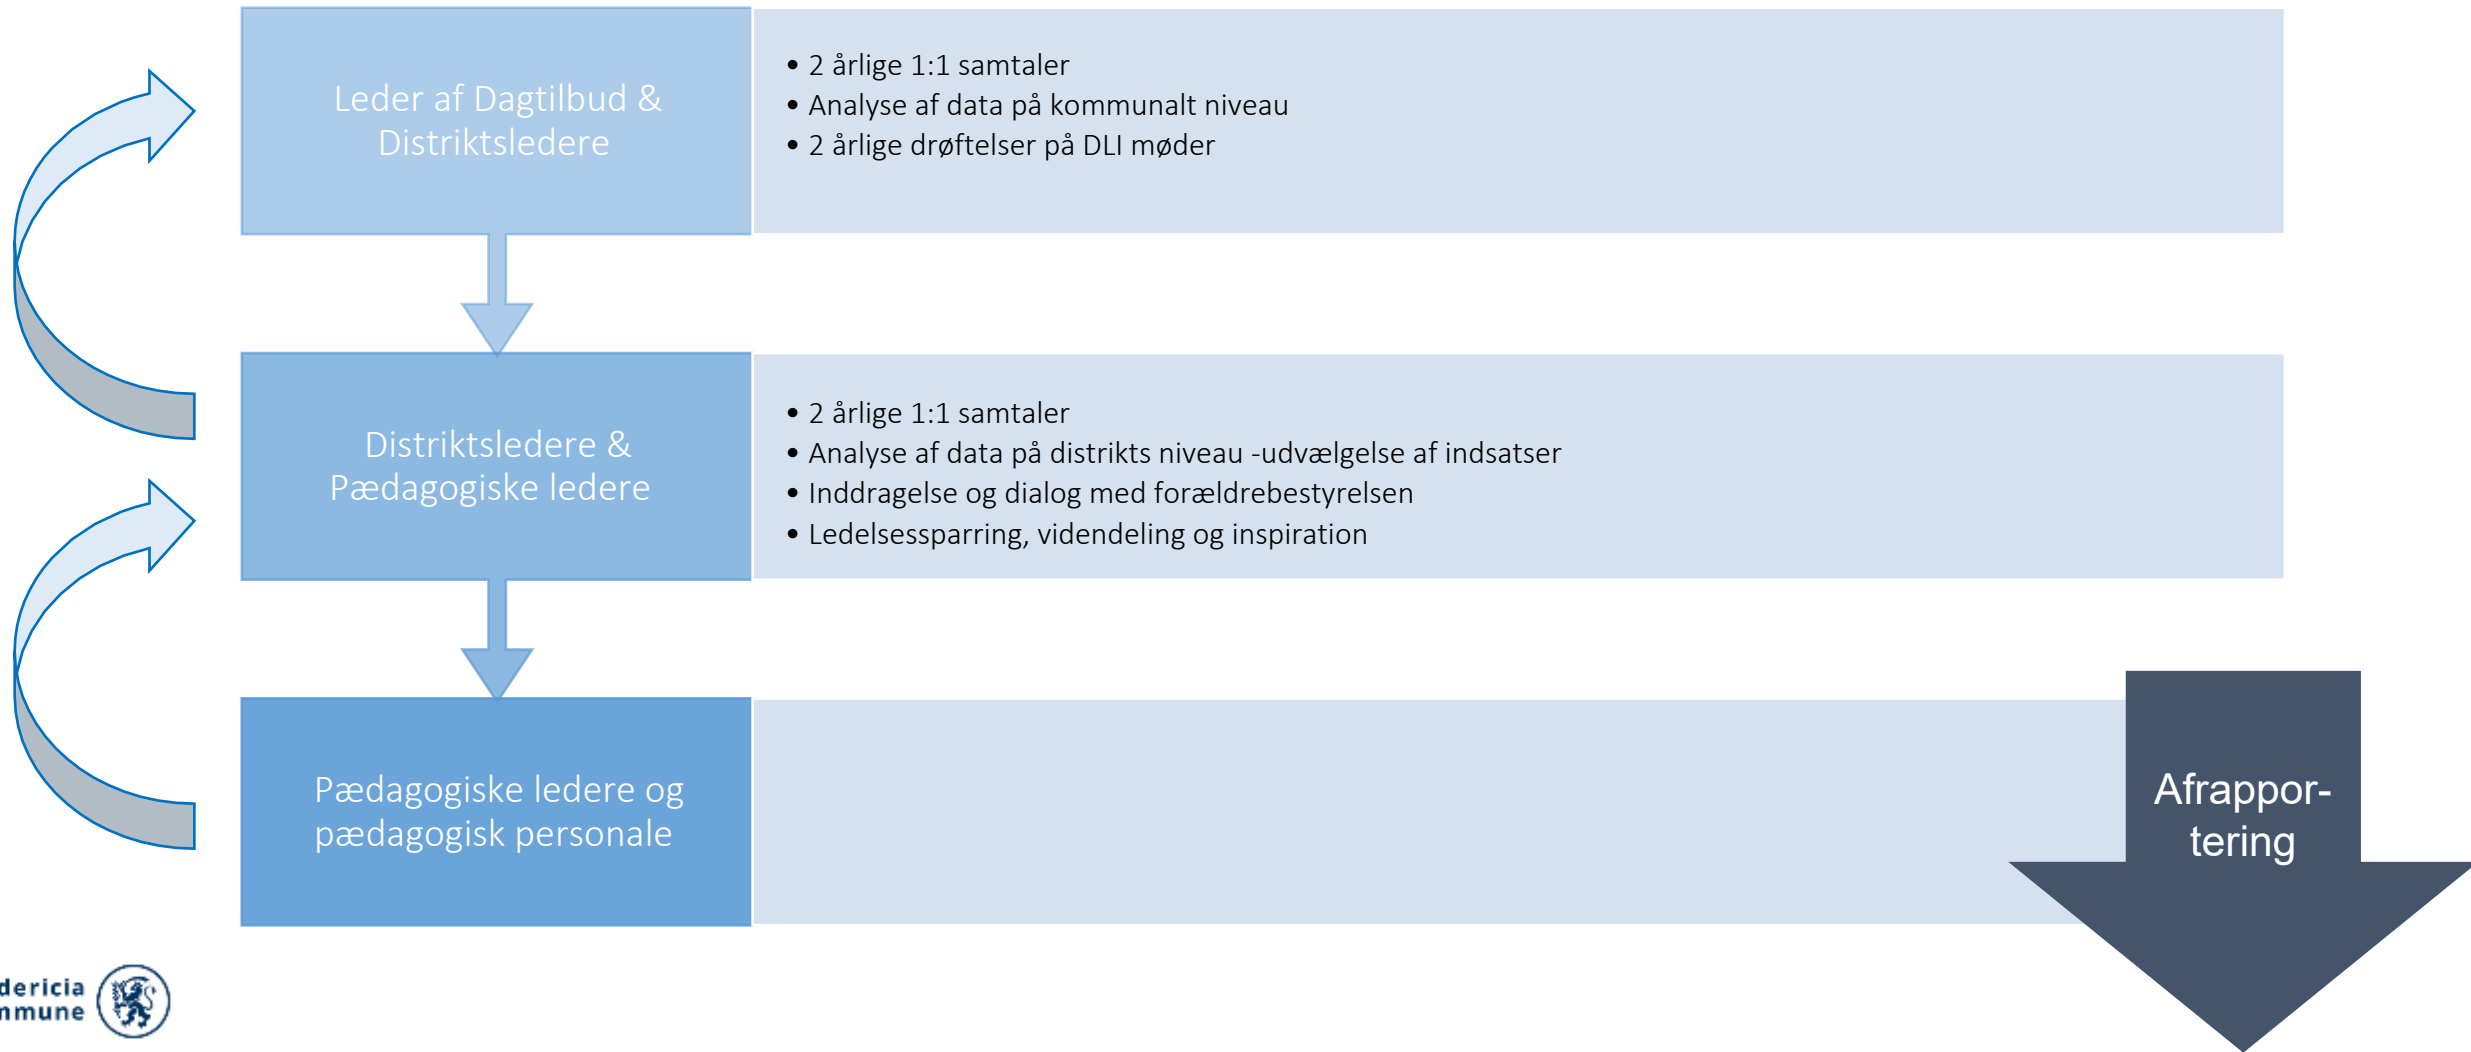 Leder af Dagtilbud &
Distriktsledere
• 2 årlige 1:1 samtaler
• Analyse af data på kommunalt niveau
• 2 årlige drøftelser på DLI møder
Distriktsledere &
Pædagogiske ledere
• 2 årlige 1:1 samtaler
• Analyse af data på distrikts niveau -udvælgelse af indsatser
• Inddragelse og dialog med forældrebestyrelsen
• Ledelsessparring, videndeling og inspiration
Pædagogiske ledere og
pædagogisk personale
Afrappor-
tering
dericia
mmune